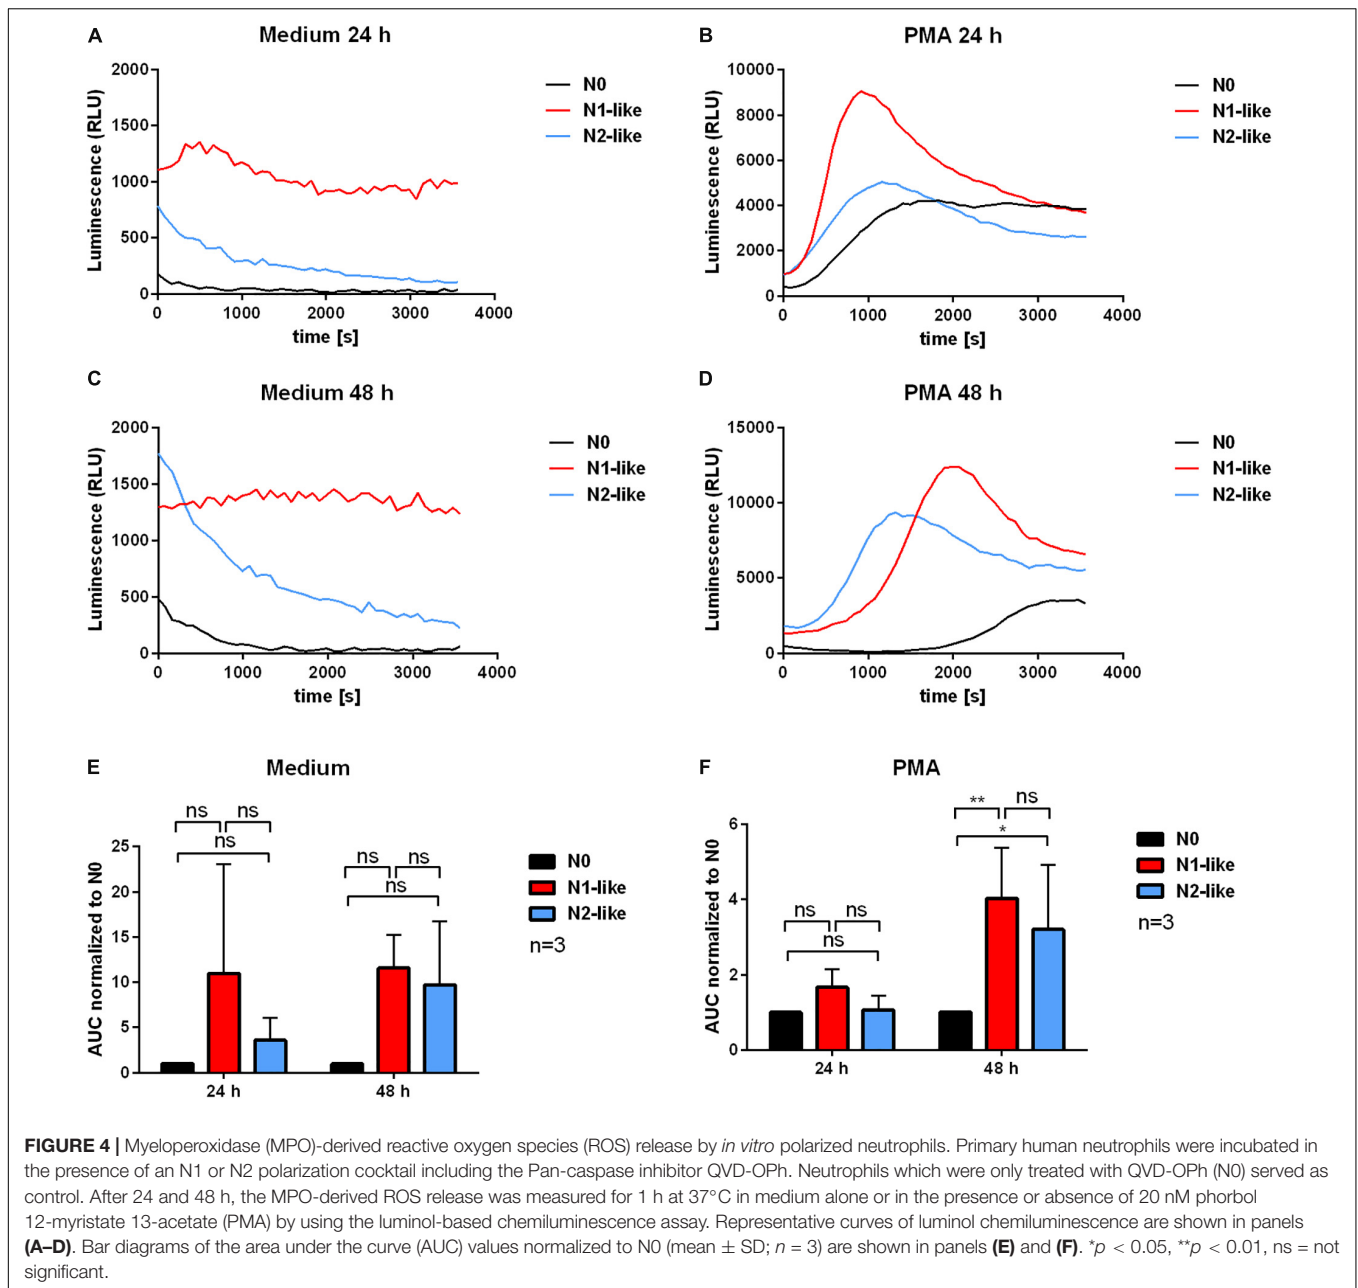 A
Medium 24 h
2000
1500
1000
500
0
Luminescence (RLU)
0 1000 2000 3000 4000
time [s]
N0
N1-like
N2-like
B
PMA 24 h
10000
8000
6000
4000
2000
0
Luminescence (RLU)
0 1000 2000 3000 4000
time [s]
N0
N1-like
N2-like
C
Medium 48 h
2000
1500
1000
500
0
Luminescence (RLU)
0 1000 2000 3000 4000
time [s]
N0
N1-like
N2-like
D
PMA 48 h
15000
10000
5000
0
Luminescence (RLU)
0 1000 2000 3000 4000
time [s]
N0
N1-like
N2-like
E
Medium
ns ns
ns
ns ns
ns
25
20
15
10
5
0
AUC normalized to N0
24 h 48 h
N0
N1-like
N2-like
n=3
F
PMA
ns ns
ns
** ns
*
6
4
2
0
AUC normalized to N0
24 h 48 h
N0
N1-like
N2-like
n=3
FIGURE 4 | Myeloperoxidase (MPO)-derived reactive oxygen species (ROS) release by in vitro polarized neutrophils. Primary human neutrophils were incubated in
the presence of an N1 or N2 polarization cocktail including the Pan-caspase inhibitor QVD-OPh. Neutrophils which were only treated with QVD-OPh (N0) served as
control. After 24 and 48 h, the MPO-derived ROS release was measured for 1 h at 37°C in medium alone or in the presence or absence of 20 nM phorbol
12-myristate 13-acetate (PMA) by using the luminol-based chemiluminescence assay. Representative curves of luminol chemiluminescence are shown in panels
(A–D). Bar diagrams of the area under the curve (AUC) values normalized to N0 (mean ± SD; n = 3) are shown in panels (E) and (F). *p < 0.05, **p < 0.01, ns = not
significant.